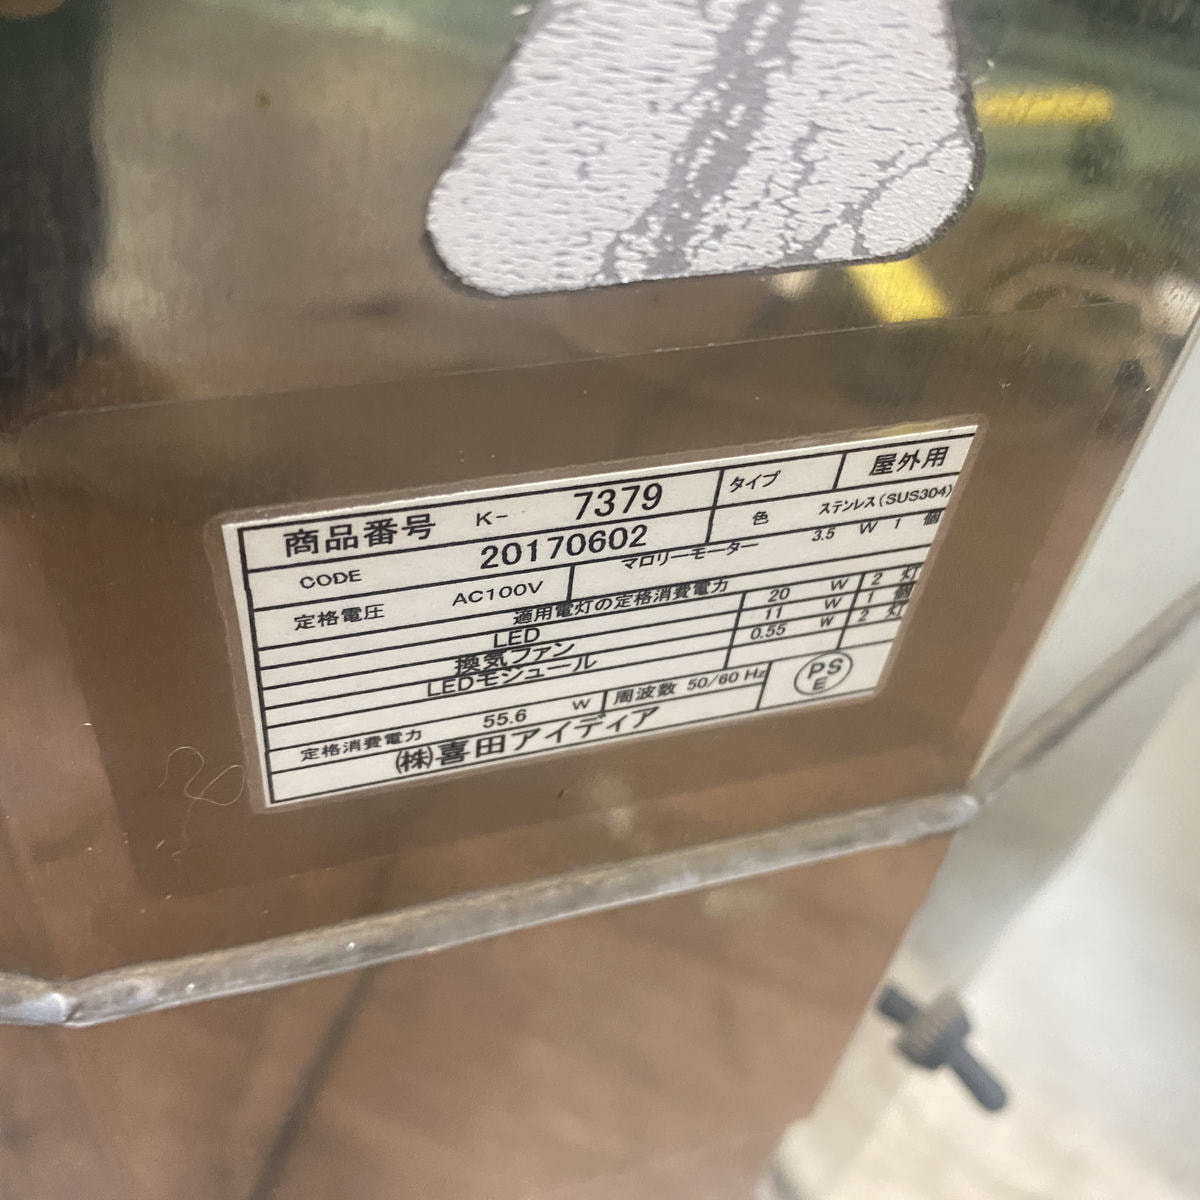 商品番号 K- 7379 タイプ 屋外用
CODE 20170602 色 ステンレス(SUS304)
定格電圧 AC100V マロリーモーター 3.5 W 1 個
適用電灯の定格消費電力
LED 20 W 2 灯
換気ファン 11 W 1 個
LEDモジュール 0.55 W 2 灯
定格消費電力 55.6 W 周波数 50/60 Hz
(株)喜田アイディア
PS
E